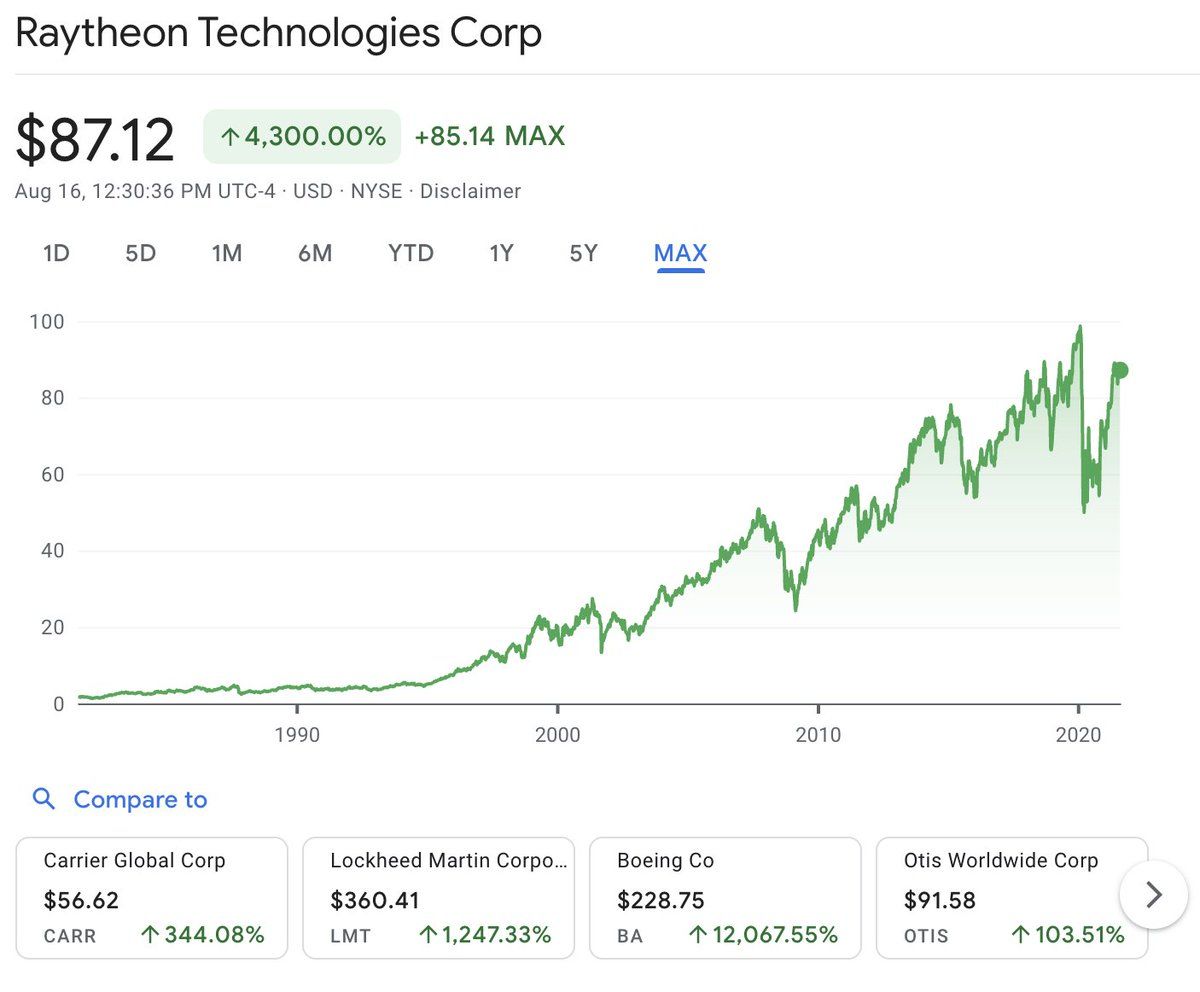 Raytheon Technologies Corp
$87.12 ↑4,300.00% +85.14 MAX
Aug 16, 12:30:36 PM UTC-4 · USD · NYSE · Disclaimer
1D 5D 1M 6M YTD 1Y 5Y MAX
100
80
60
40
20
0
1990 2000 2010 2020
Compare to
Carrier Global Corp
$56.62
CARR ↑344.08%
Lockheed Martin Corpo...
$360.41
LMT ↑1,247.33%
Boeing Co
$228.75
BA ↑12,067.55%
Otis Worldwide Corp
$91.58
OTIS ↑103.51%